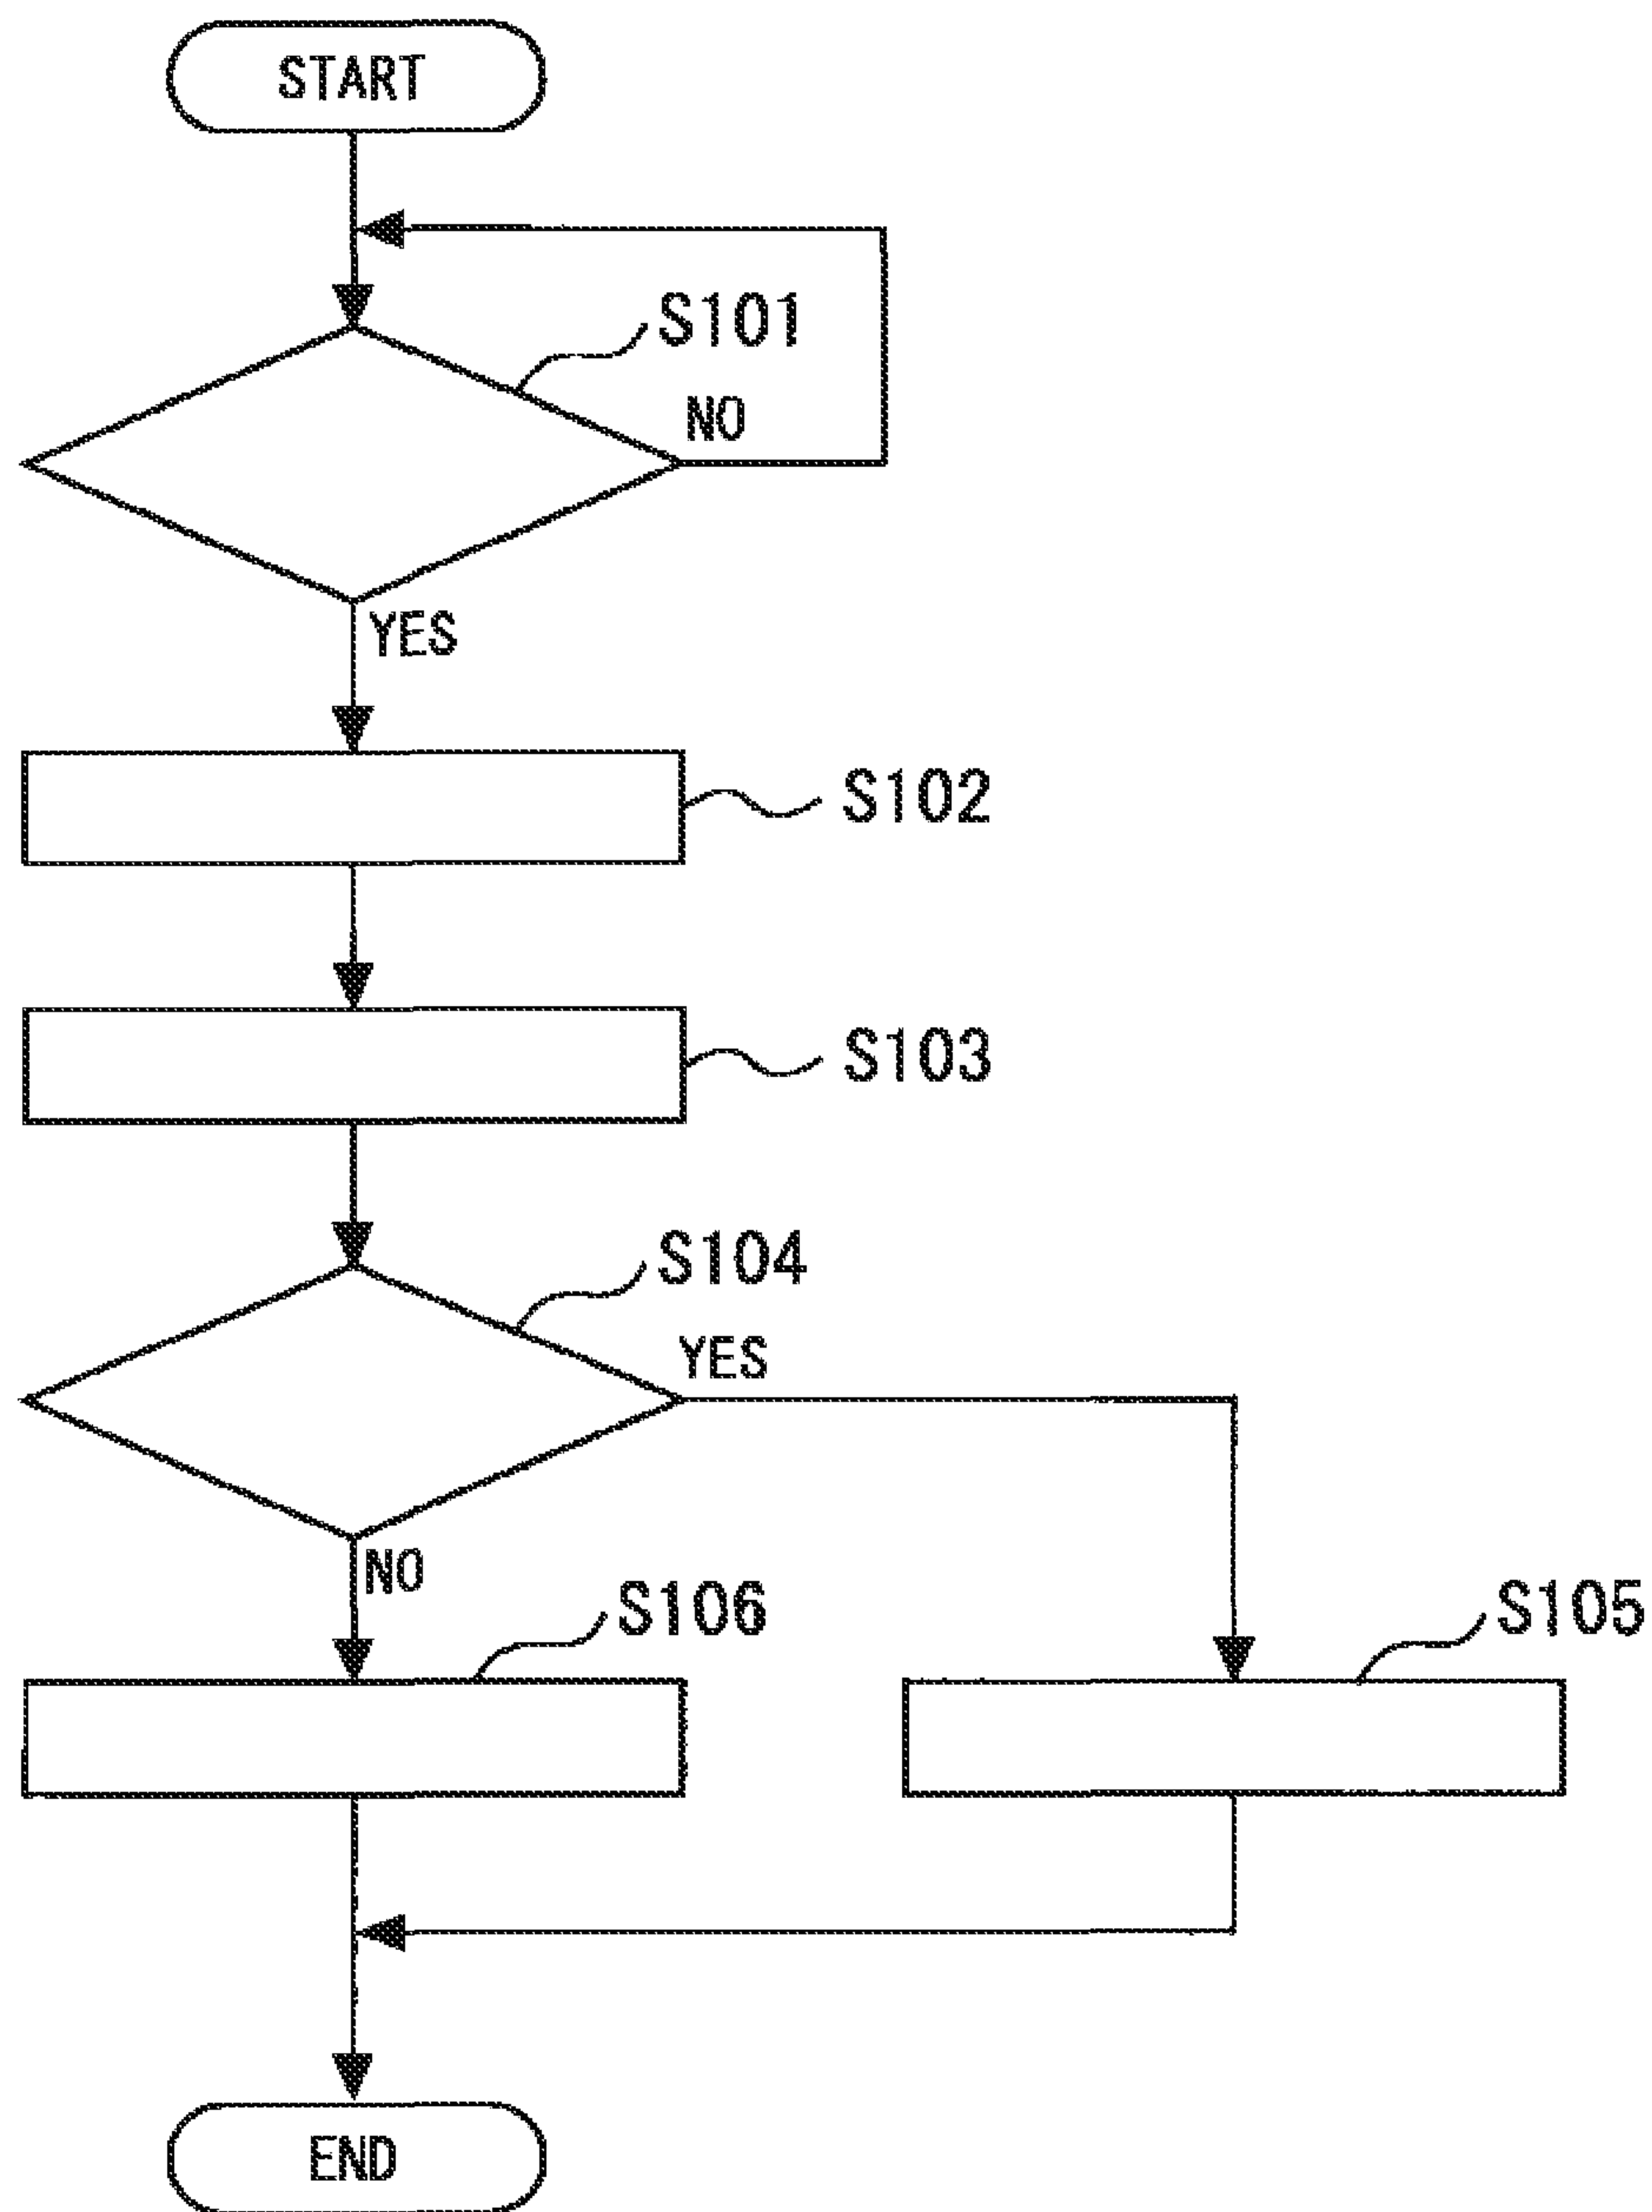 START
S101
NO
YES
S102
S103
S104
YES
NO
S106
S105
END